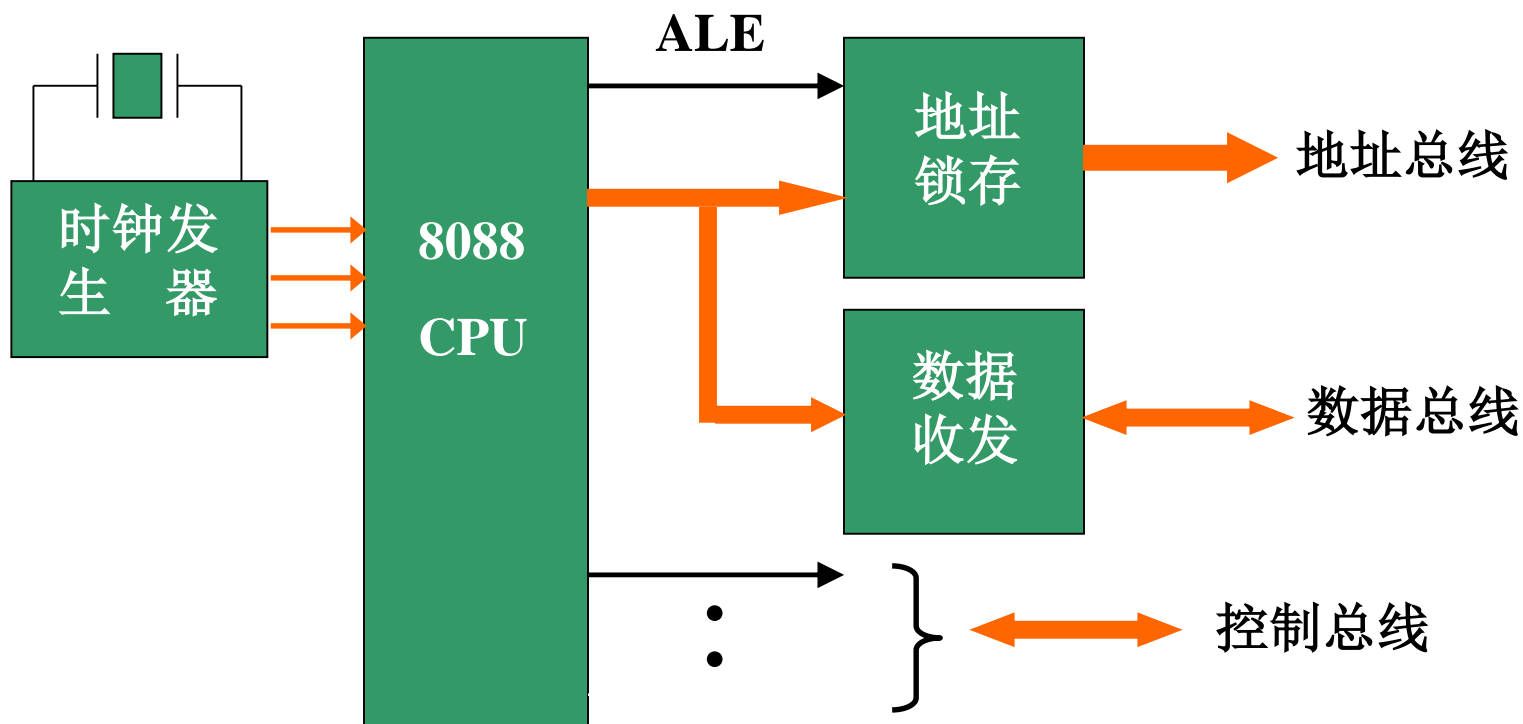 ALE
地址
锁存
地址总线
时钟发
生 器
8088
CPU
数据
收发
数据总线
控制总线